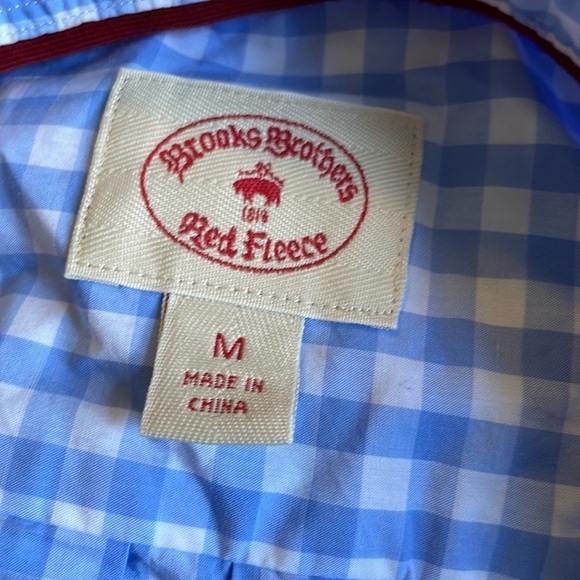 Brooks Brothers
1818
Red Fleece
M
MADE IN
CHINA